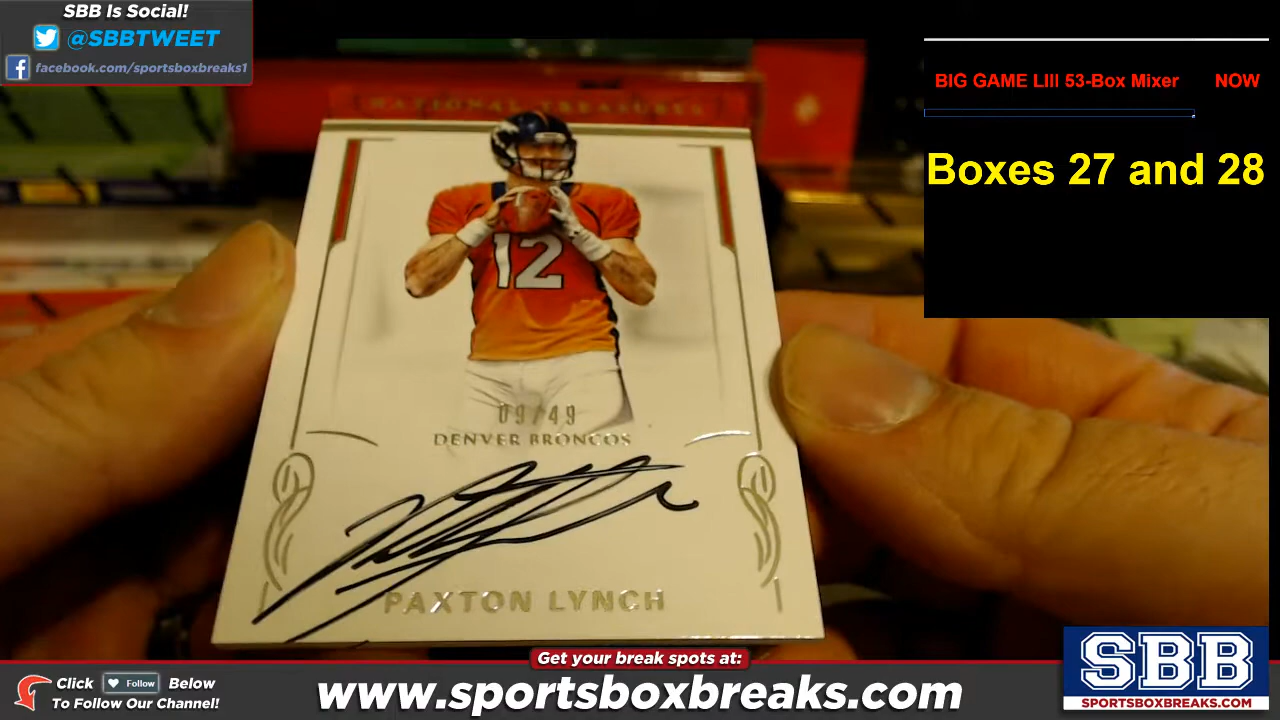 SBB Is Social!
@SBBTWEET
facebook.com/sportsboxbreaks1
BIG GAME LIII 53-Box Mixer NOW
Boxes 27 and 28
NATIONAL TREASURES
12
09/49
DENVER BRONCOS
PAXTON LYNCH
Get your break spots at:
Click Follow Below
To Follow Our Channel!
www.sportsboxbreaks.com
SBB
SPORTSBOXBREAKS.COM